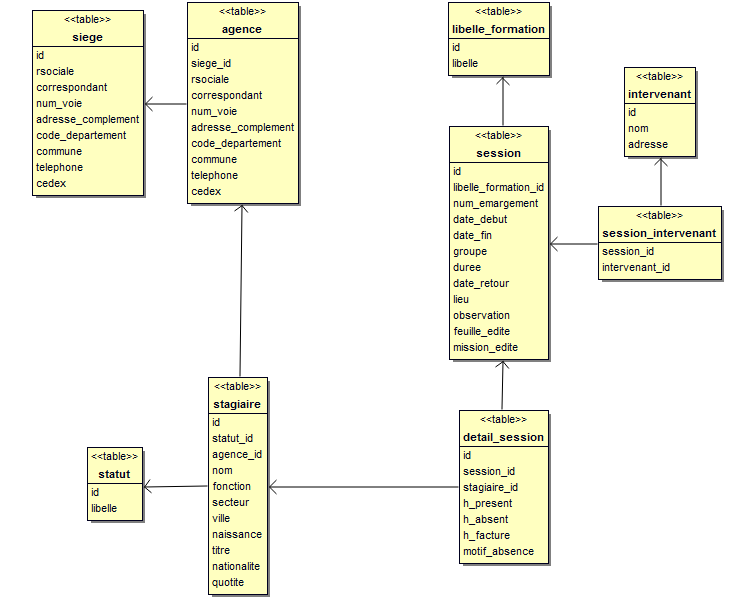 <<table>>
siege
id
rsociale
correspondant
num_voie
adresse_complement
code_departement
commune
telephone
cedex
<<table>>
agence
id
siege_id
rsociale
correspondant
num_voie
adresse_complement
code_departement
commune
telephone
cedex
<<table>>
libelle_formation
id
libelle
<<table>>
intervenant
id
nom
adresse
<<table>>
session
id
libelle_formation_id
num_emargement
date_debut
date_fin
groupe
duree
date_retour
lieu
observation
feuille_edite
mission_edite
<<table>>
session_intervenant
session_id
intervenant_id
<<table>>
stagiaire
id
statut_id
agence_id
nom
fonction
secteur
ville
naissance
titre
nationalite
quotite
<<table>>
statut
id
libelle
<<table>>
detail_session
id
session_id
stagiaire_id
h_present
h_absent
h_facture
motif_absence